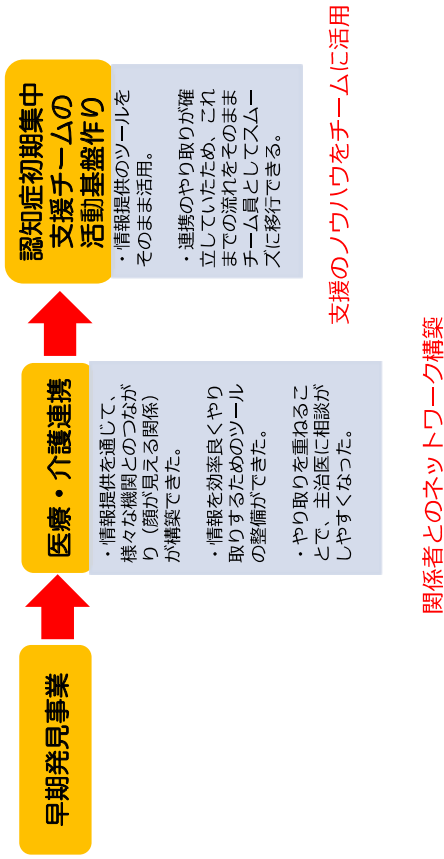 早期発見事業
医療・介護連携
・情報提供を通じて、
様々な機関とのつなが
り（顔が見える関係）
が構築できた。
・情報を効率良くやり
取りするためのツール
の整備ができた。
・やり取りを重ねるこ
とで、主治医に相談が
しやすくなった。
関係者とのネットワーク構築
認知症初期集中
支援チームの
活動基盤作り
・情報提供のツールを
そのまま活用。
・連携のやり取りが確
立していたため、これ
までの流れをそのまま
チーム員としてスムー
ズに移行できる。
支援のノウハウをチームに活用